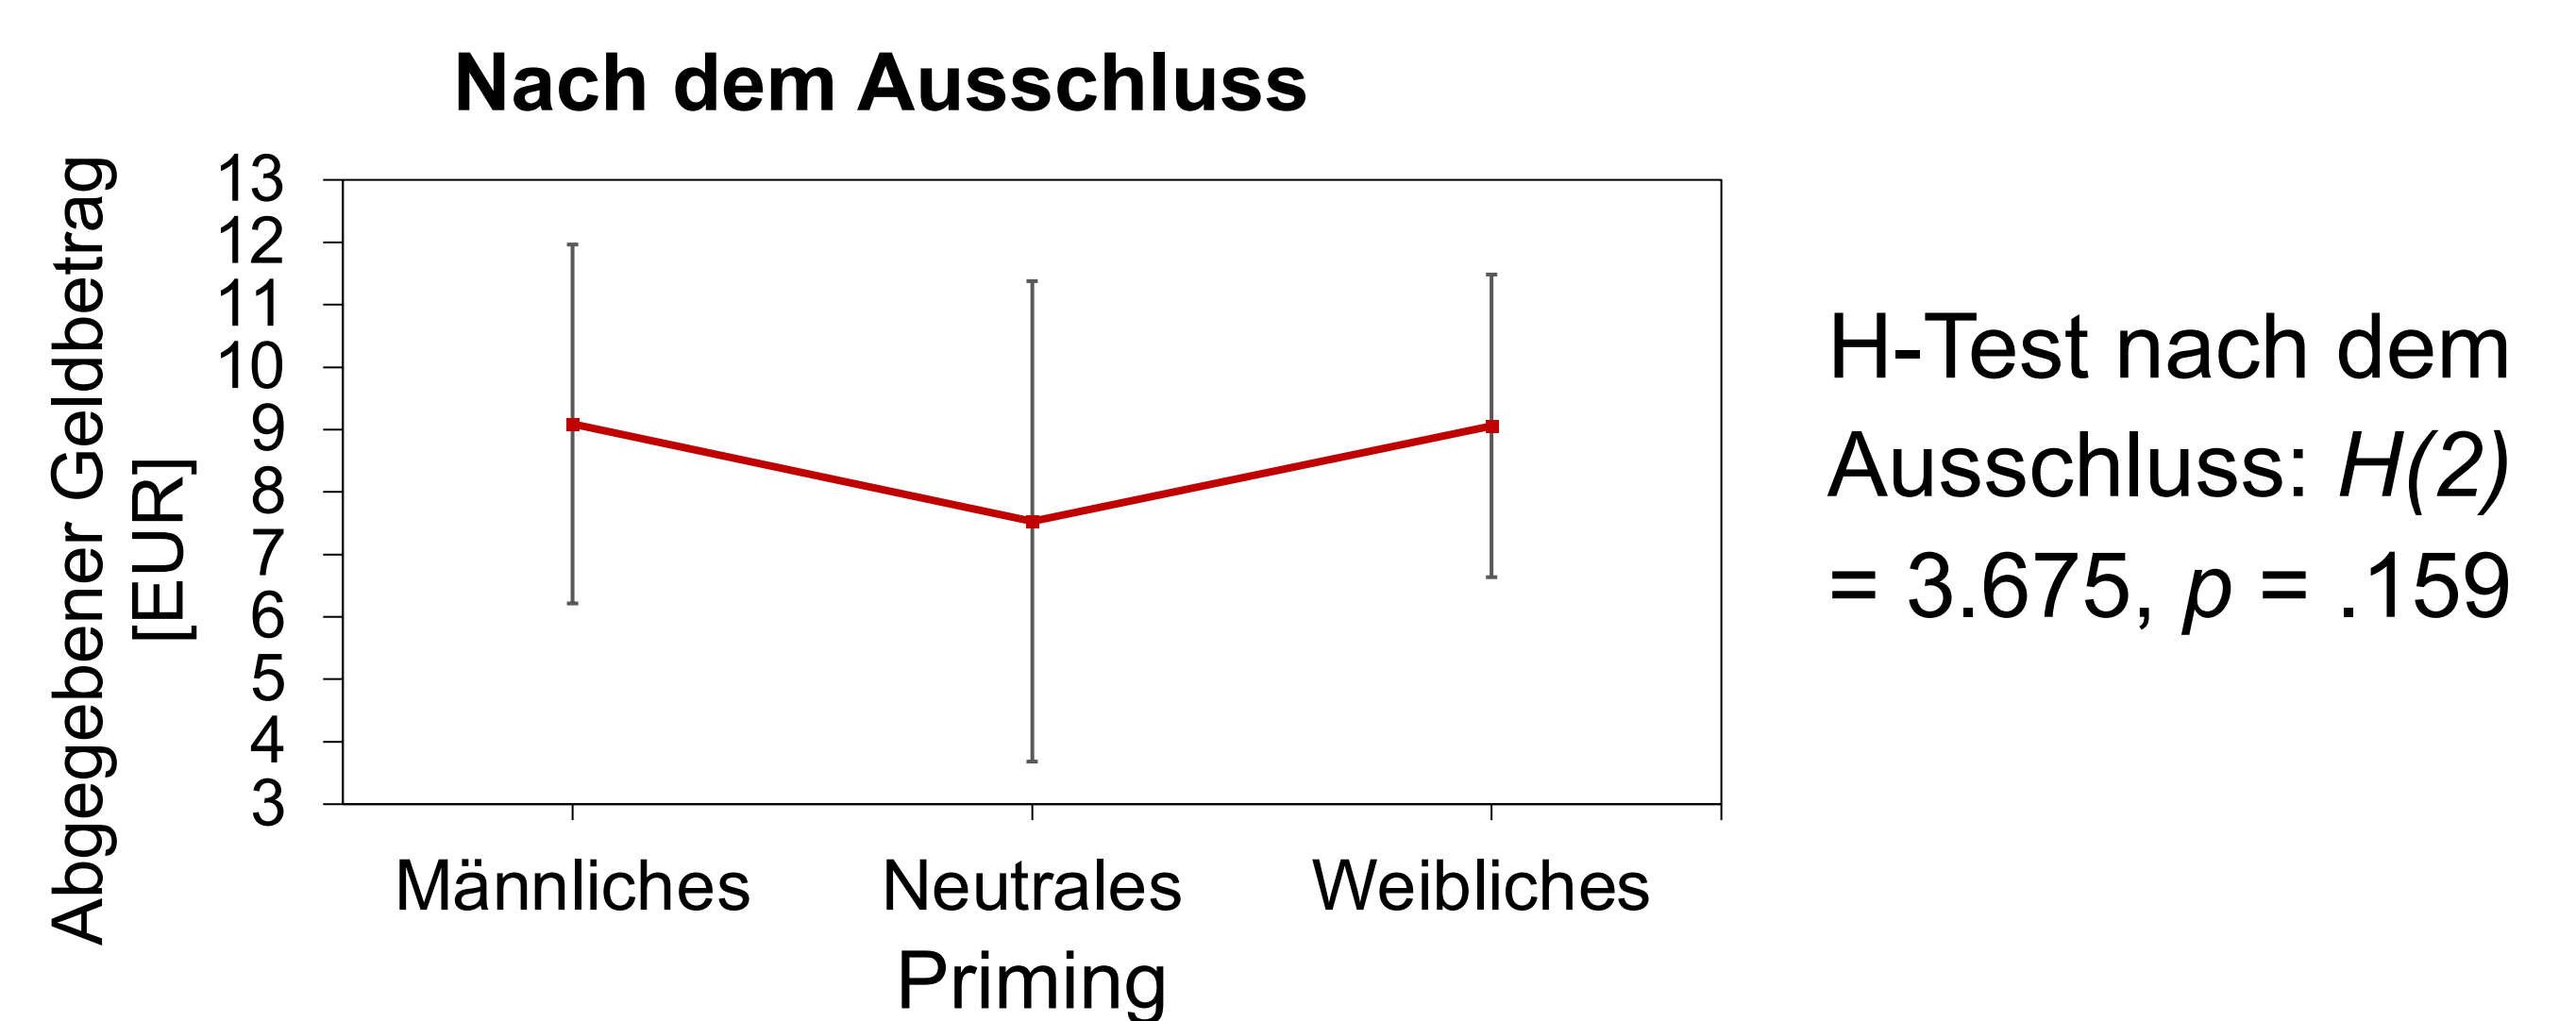 Nach dem Ausschluss
Abgegebener Geldbetrag
[EUR]
13
12
11
10
9
8
7
6
5
4
3
Männliches
Neutrales
Weibliches
Priming
H-Test nach dem
Ausschluss: H(2)
= 3.675, p = .159